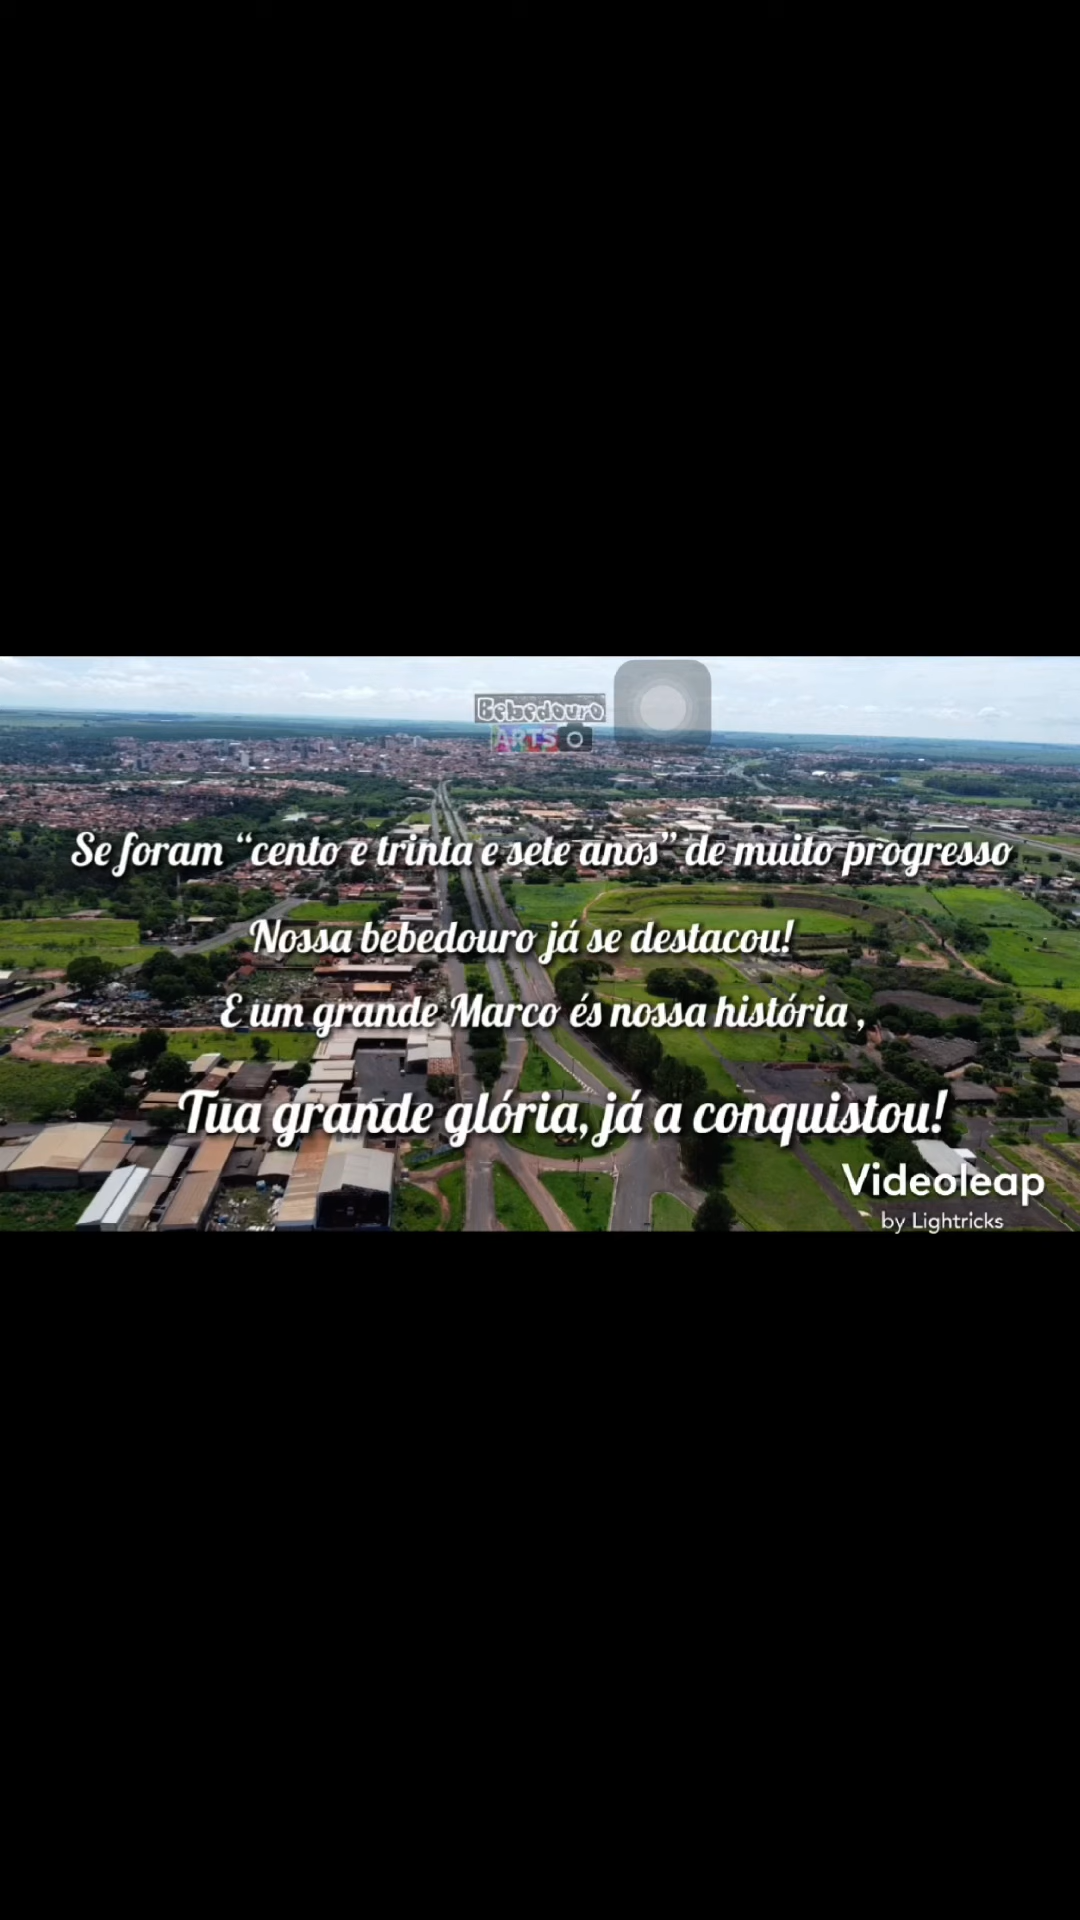 Bebedouro
ARTS
Se foram “cento e trinta e sete anos” de muito progresso
Nossa bebedouro já se destacou!
E um grande Marco és nossa história ,
Tua grande glória, já a conquistou!
Videoleap
by Lightricks